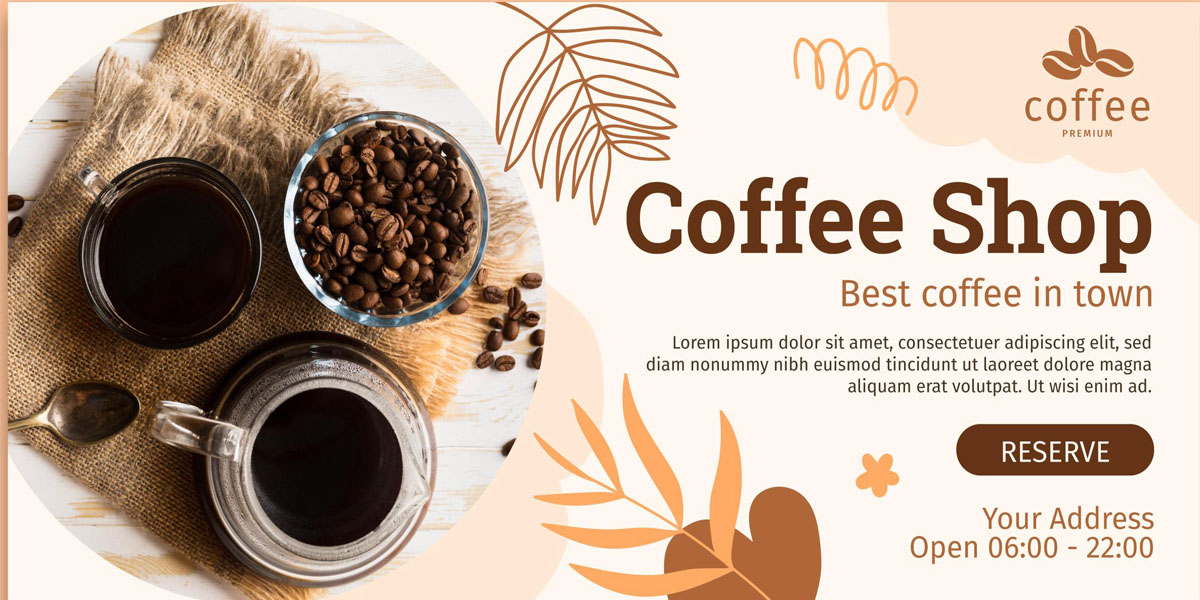 coffee
PREMIUM
Coffee Shop
Best coffee in town
Lorem ipsum dolor sit amet, consectetuer adipiscing elit, sed
diam nonummy nibh euismod tincidunt ut laoreet dolore magna
aliquam erat volutpat. Ut wisi enim ad.
RESERVE
Your Address
Open 06:00 - 22:00